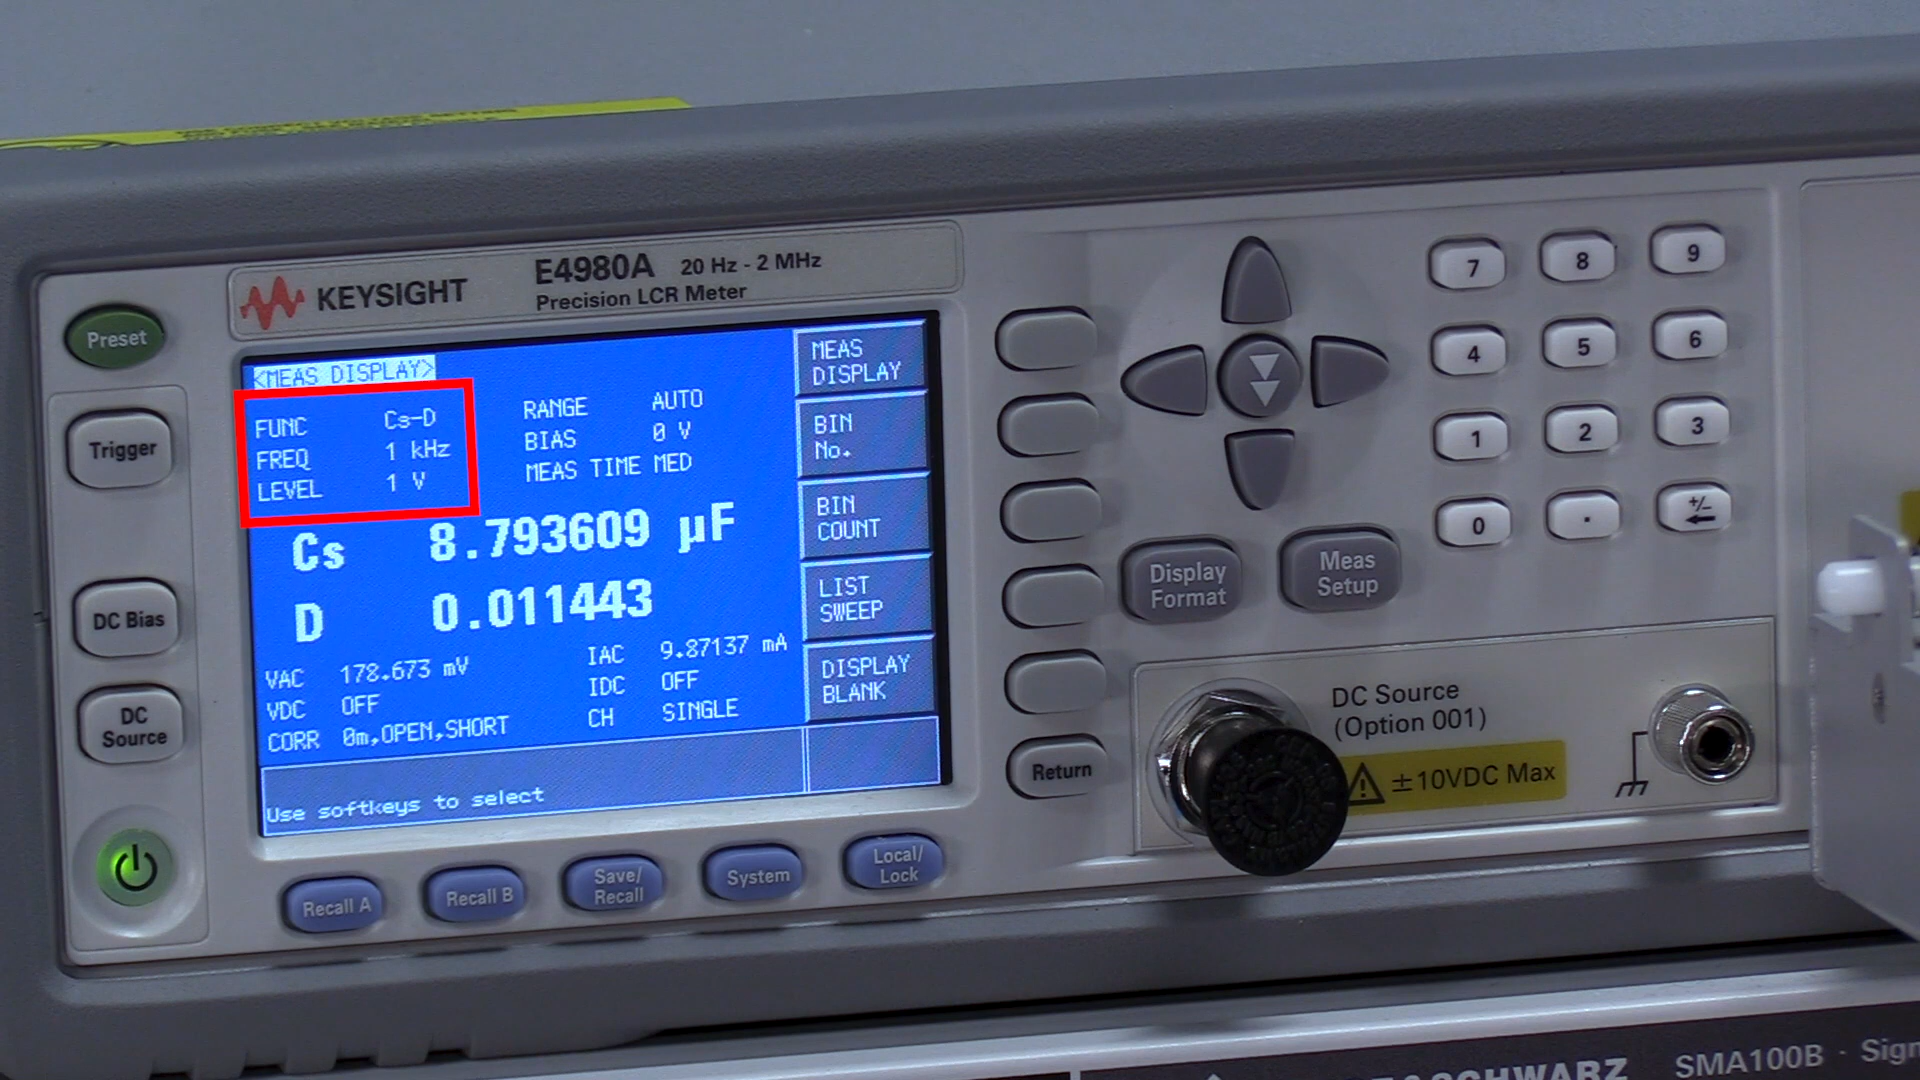 KEYSIGHT
E4980A 20 Hz - 2 MHz
Precision LCR Meter
Preset
Trigger
DC Bias
DC
Source
<MEAS DISPLAY>
FUNC Cs-D
FREQ 1 kHz
LEVEL 1 V
RANGE AUTO
BIAS 0 V
MEAS TIME MED
Cs 8.793609 µF
D 0.011443
VAC 178.673 mV
VDC OFF
CORR 0m,OPEN,SHORT
IAC 9.87137 mA
IDC OFF
CH SINGLE
Use softkeys to select
MEAS
DISPLAY
BIN
No.
BIN
COUNT
LIST
SWEEP
DISPLAY
BLANK
Return
Recall A
Recall B
Save/
Recall
System
Local/
Lock
Display
Format
Meas
Setup
7 8 9
4 5 6
1 2 3
0 . +/-
DC Source
(Option 001)
±10VDC Max
SCHWARZ SMA100B · Sign